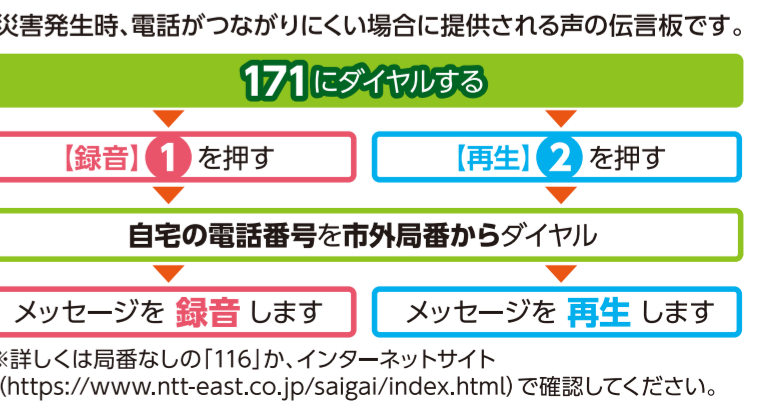 災害発生時、電話がつながりにくい場合に提供される声の伝言板です。
171にダイヤルする
【録音】1を押す
【再生】2を押す
自宅の電話番号を市外局番からダイヤル
メッセージを 録音 します
メッセージを 再生 します
※詳しくは局番なしの「116」か、インターネットサイト
(https://www.ntt-east.co.jp/saigai/index.html)で確認してください。